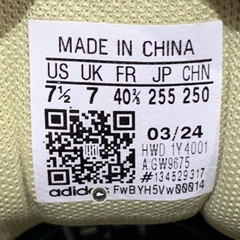 MADE IN CHINA
US UK FR JP CHN
7½ 7 40⅔ 255 250
03/24
HWD 1Y4001
A:GW9675
#134529317
adidas FwBYH5Vw00014